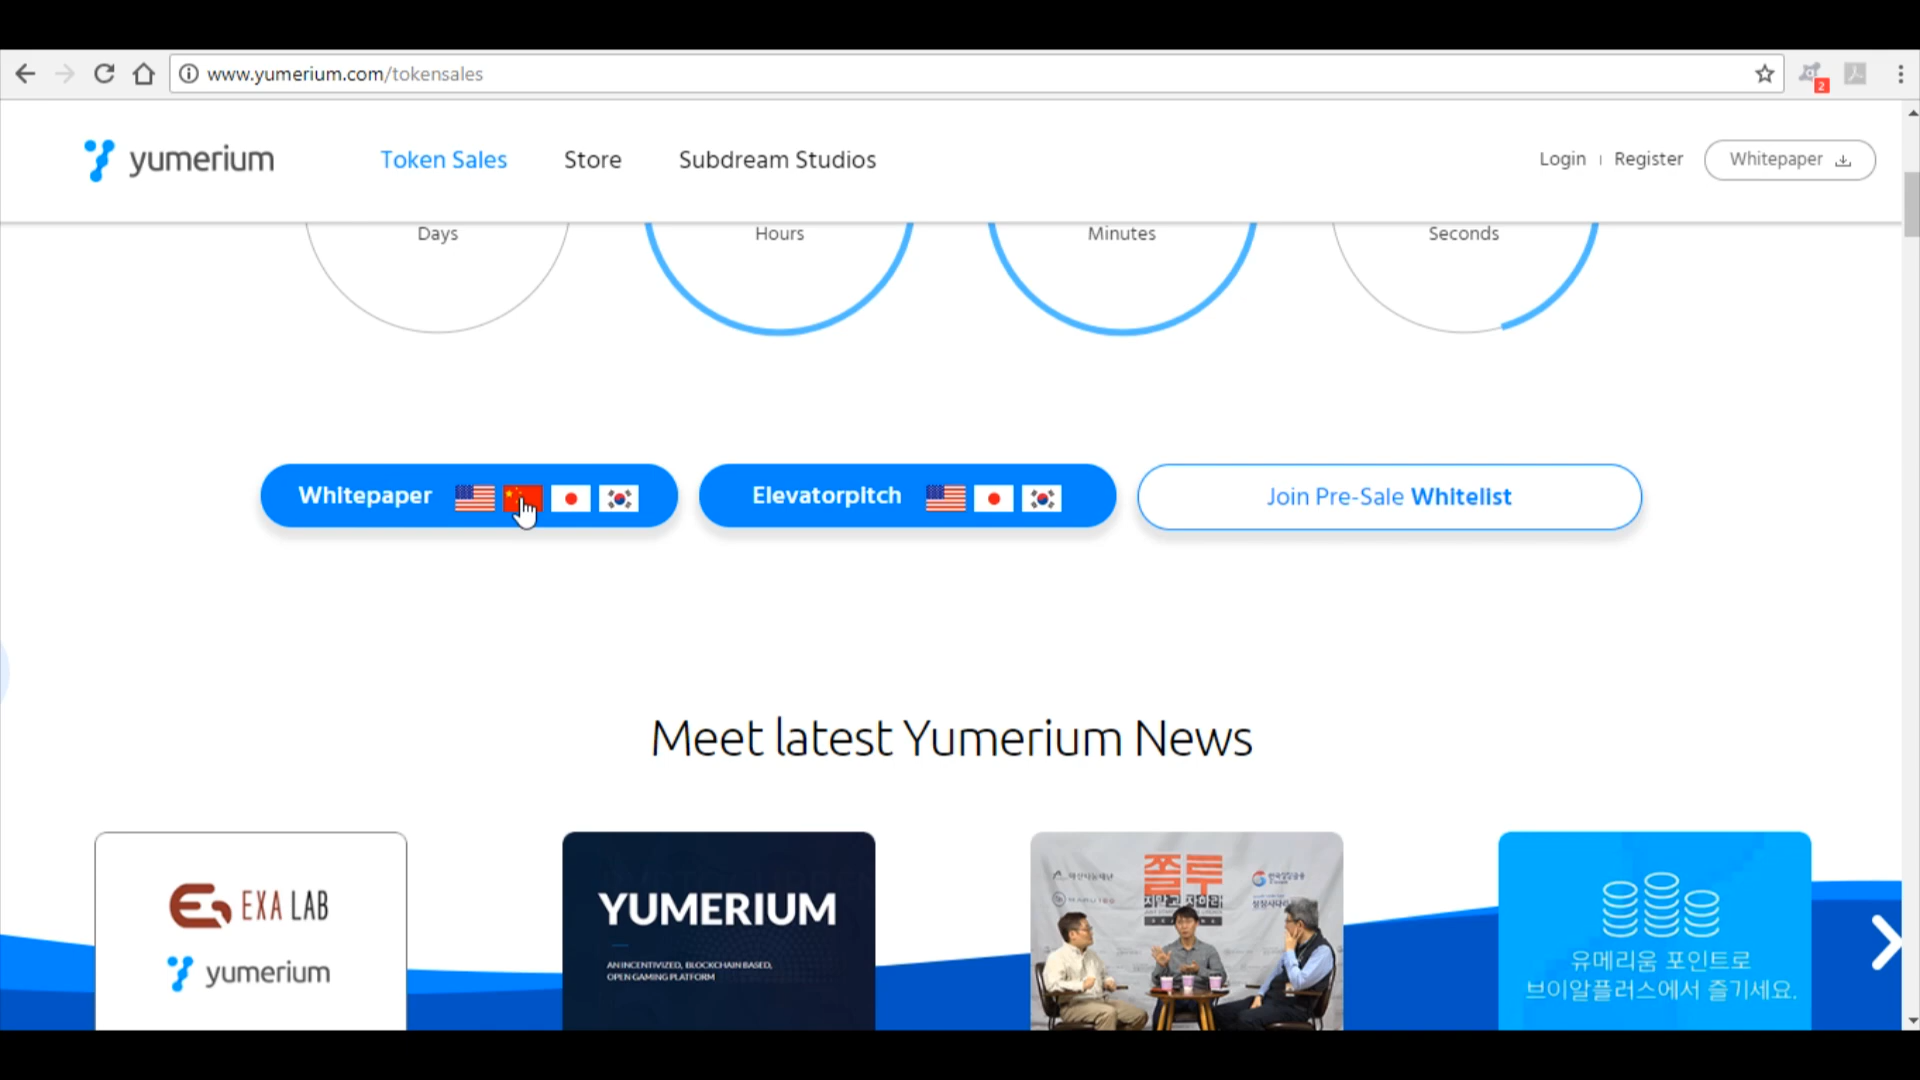 www.yumerium.com/tokensales
2
yumerium
Token Sales
Store
Subdream Studios
Login
Register
Whitepaper
Days
Hours
Minutes
Seconds
Whitepaper
Elevatorpitch
Join Pre-Sale Whitelist
Meet latest Yumerium News
EXA LAB
yumerium
YUMERIUM
AN INCENTIVIZED, BLOCKCHAIN BASED,
OPEN GAMING PLATFORM
쫄투
유메리움 포인트로
브이알플러스에서 즐기세요.